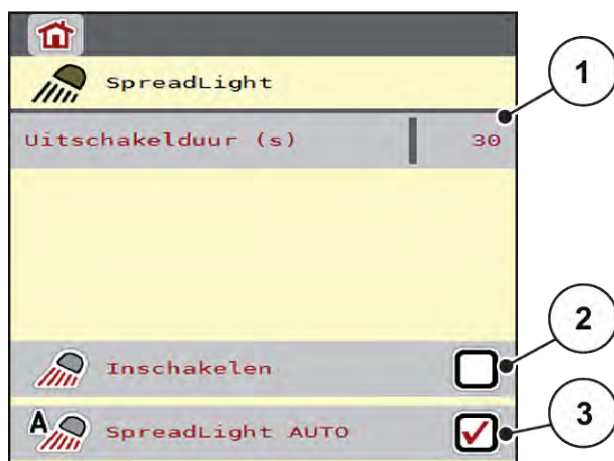 SpreadLight
1
Uitschakelduur (s) 30
2
Inschakelen
3
A
SpreadLight AUTO